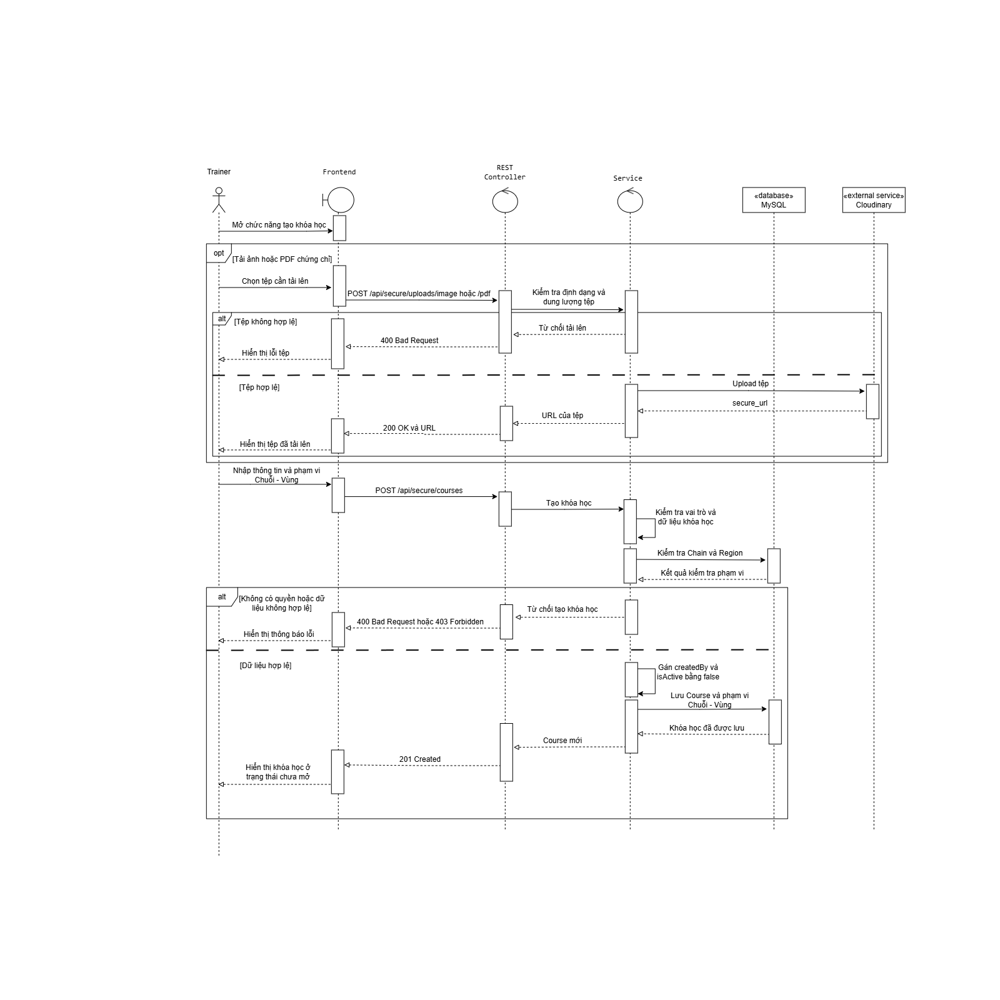 Trainer
Frontend
REST
Controller
Service
«database»
MySQL
«external service»
Cloudinary
Mở chức năng tạo khóa học
opt
[Tải ảnh hoặc PDF chứng chỉ]
Chọn tệp cần tải lên
POST /api/secure/uploads/image hoặc /pdf
Kiểm tra định dạng và
dung lượng tệp
alt
[Tệp không hợp lệ]
Từ chối tải lên
400 Bad Request
Hiển thị lỗi tệp
[Tệp hợp lệ]
Upload tệp
secure_url
URL của tệp
200 OK và URL
Hiển thị tệp đã tải lên
Nhập thông tin và phạm vi
Chuỗi - Vùng
POST /api/secure/courses
Tạo khóa học
Kiểm tra vai trò và
dữ liệu khóa học
Kiểm tra Chain và Region
Kết quả kiểm tra phạm vi
alt
[Không có quyền hoặc dữ
liệu không hợp lệ]
Từ chối tạo khóa học
400 Bad Request hoặc 403 Forbidden
Hiển thị thông báo lỗi
[Dữ liệu hợp lệ]
Gán createdBy và
isActive bằng false
Lưu Course và phạm vi
Chuỗi - Vùng
Khóa học đã được lưu
Course mới
201 Created
Hiển thị khóa học ở
trạng thái chưa mở